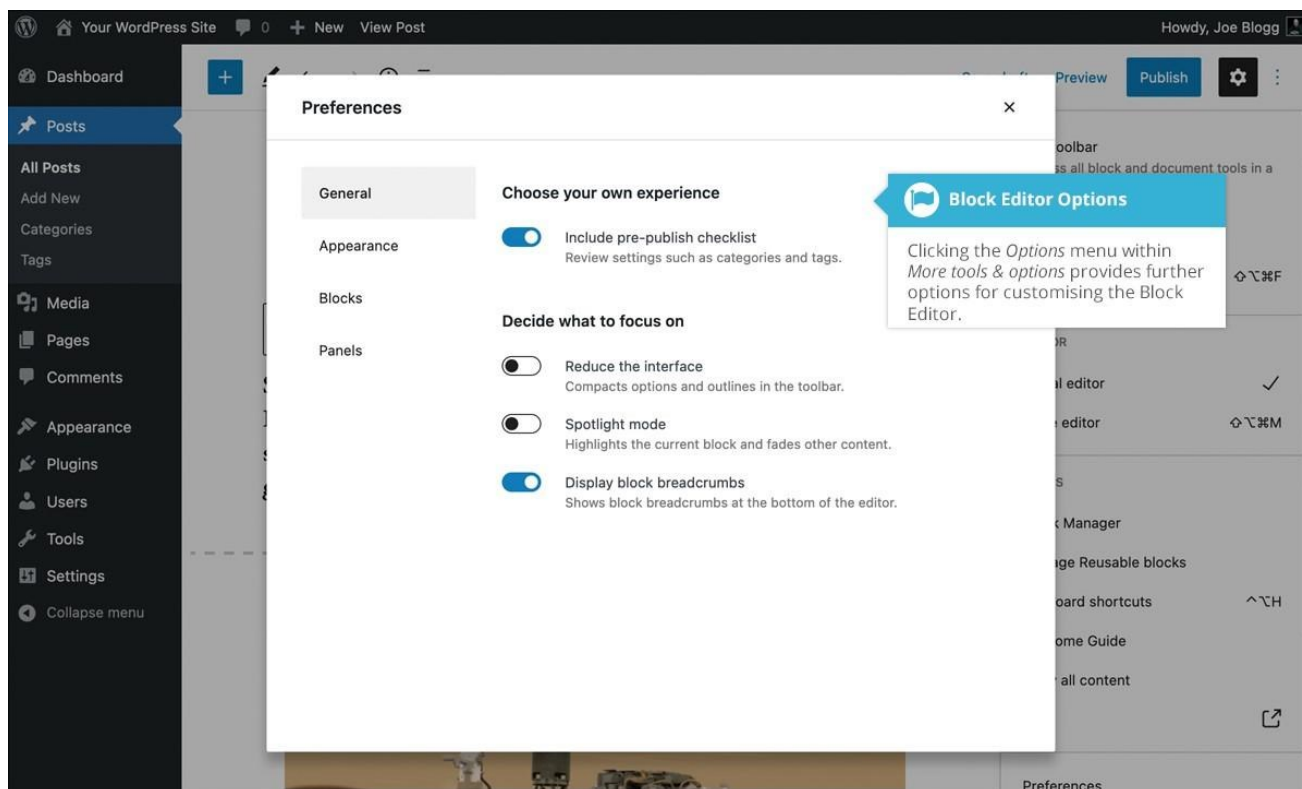 Your WordPress Site 0 New View Post Howdy, Joe Blogg
Dashboard
Preview Publish
Posts
All Posts
Add New
Categories
Tags
Media
Pages
Comments
Appearance
Plugins
Users
Tools
Settings
Collapse menu
Preferences
General
Appearance
Blocks
Panels
Choose your own experience
Include pre-publish checklist
Review settings such as categories and tags.
Decide what to focus on
Reduce the interface
Compacts options and outlines in the toolbar.
Spotlight mode
Highlights the current block and fades other content.
Display block breadcrumbs
Shows block breadcrumbs at the bottom of the editor.
Block Editor Options
Clicking the Options menu within
More tools & options provides further
options for customising the Block
Editor.
oolbar
ss all block and document tools in a
⇧⌥⌘F
OR
al editor
editor ⇧⌥⌘M
S
k Manager
age Reusable blocks
oard shortcuts ^⌥H
ome Guide
all content
Preferences